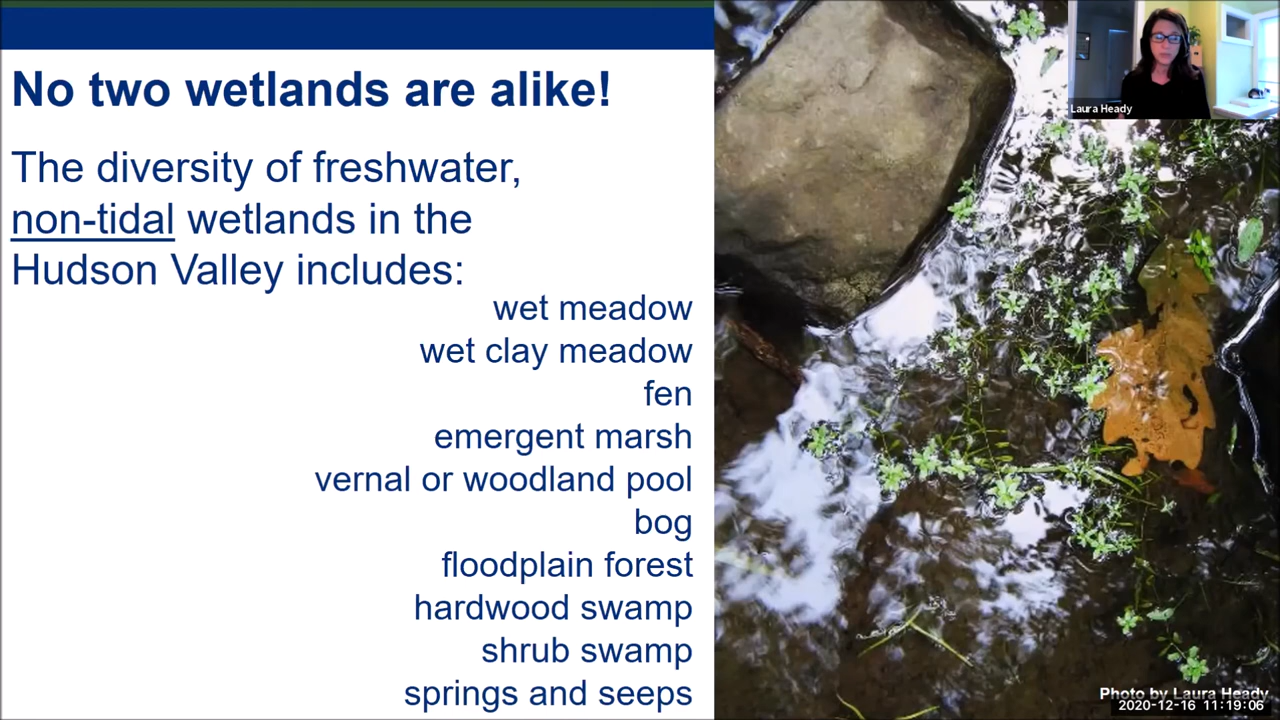 No two wetlands are alike!
The diversity of freshwater,
non-tidal wetlands in the
Hudson Valley includes:
wet meadow
wet clay meadow
fen
emergent marsh
vernal or woodland pool
bog
floodplain forest
hardwood swamp
shrub swamp
springs and seeps
Laura Heady
Photo by Laura Heady
2020-12-16 11:19:06